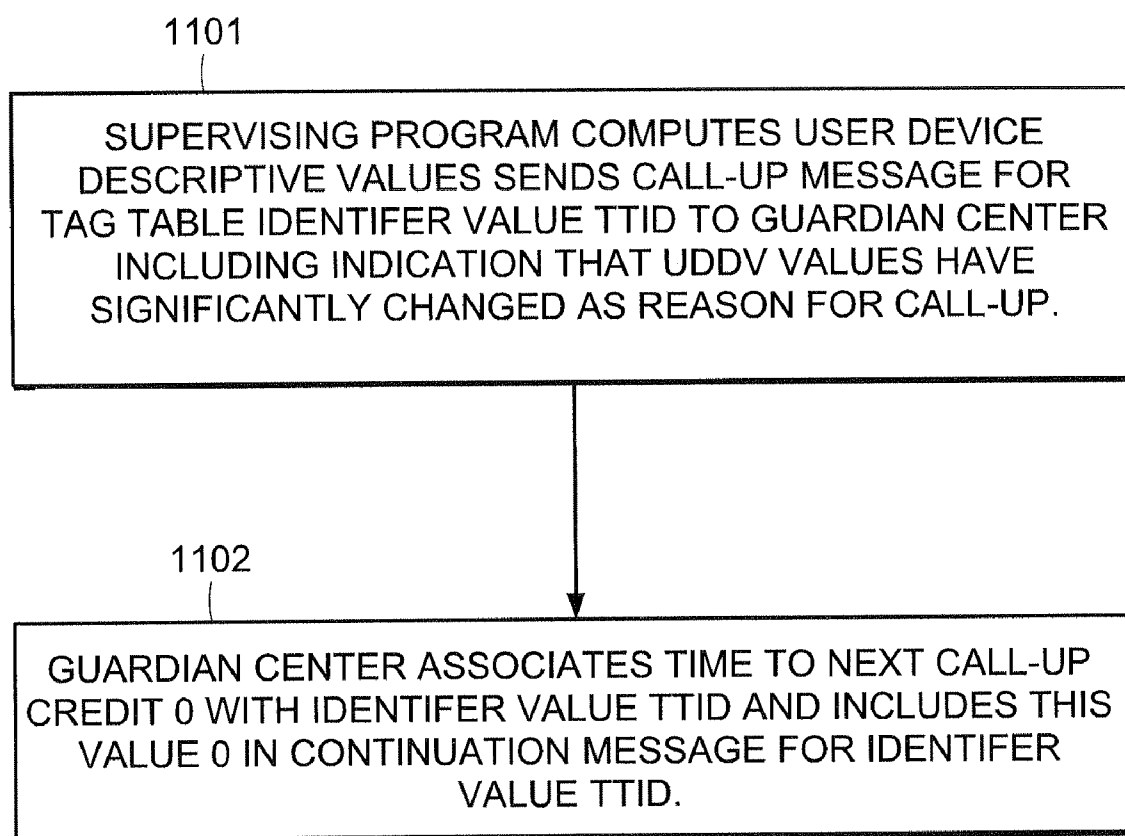 1101
SUPERVISING PROGRAM COMPUTES USER DEVICE
DESCRIPTIVE VALUES SENDS CALL-UP MESSAGE FOR
TAG TABLE IDENTIFER VALUE TTID TO GUARDIAN CENTER
INCLUDING INDICATION THAT UDDV VALUES HAVE
SIGNIFICANTLY CHANGED AS REASON FOR CALL-UP.
1102
GUARDIAN CENTER ASSOCIATES TIME TO NEXT CALL-UP
CREDIT 0 WITH IDENTIFER VALUE TTID AND INCLUDES THIS
VALUE 0 IN CONTINUATION MESSAGE FOR IDENTIFER
VALUE TTID.